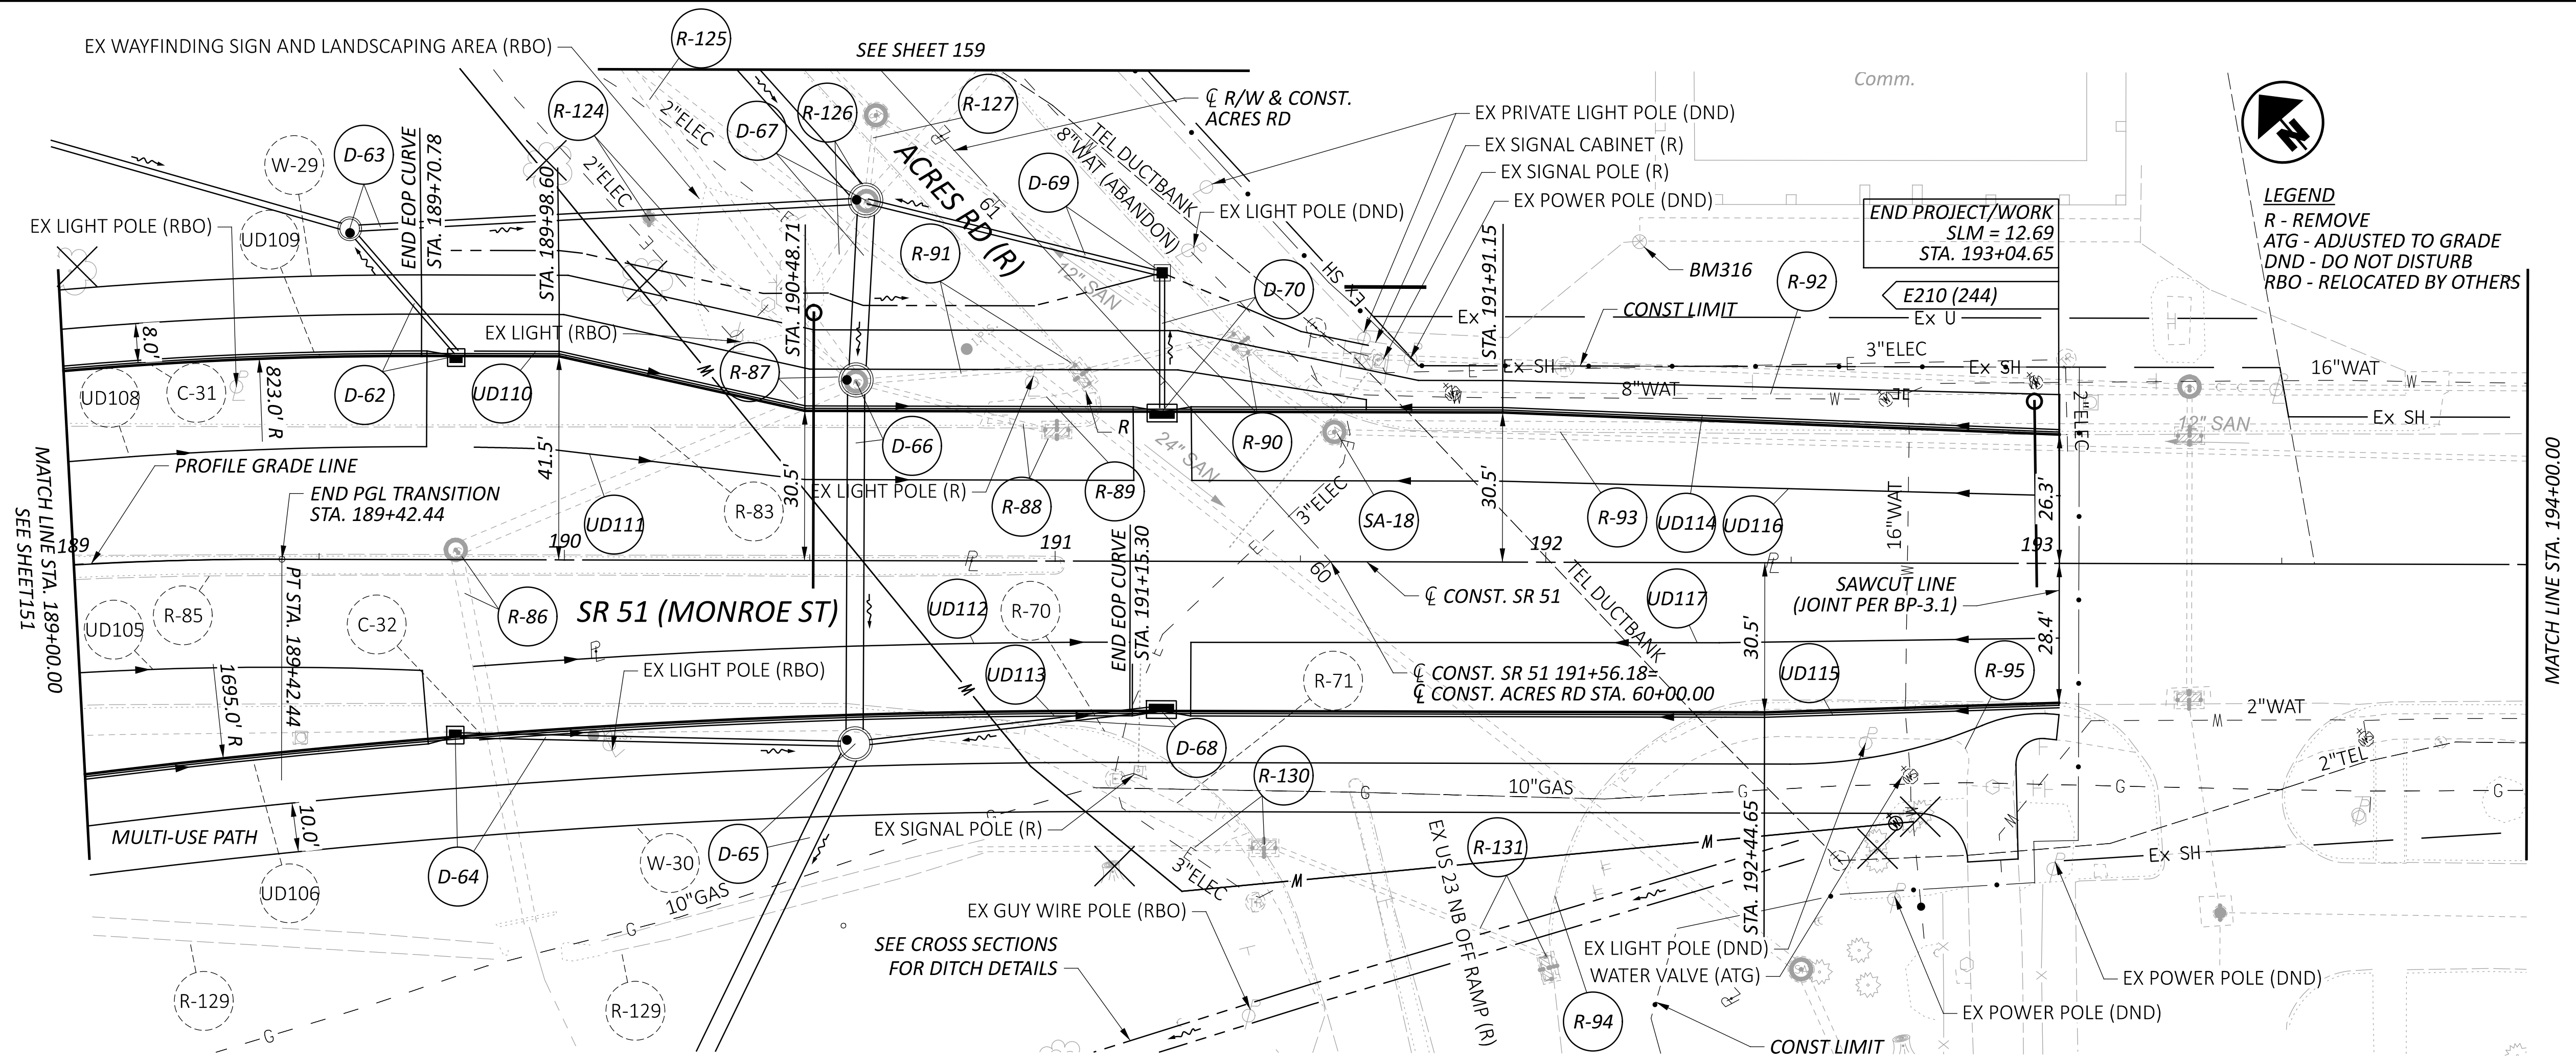 EX WAYFINDING SIGN AND LANDSCAPING AREA (RBO)
R-125
SEE SHEET 159
Comm.
R-124
2"ELEC
D-67
R-126
R-127
℄ R/W & CONST.
ACRES RD
EX PRIVATE LIGHT POLE (DND)
EX SIGNAL CABINET (R)
EX SIGNAL POLE (R)
EX POWER POLE (DND)
N
LEGEND
R - REMOVE
ATG - ADJUSTED TO GRADE
DND - DO NOT DISTURB
RBO - RELOCATED BY OTHERS
W-29
D-63
END EOP CURVE
STA. 189+70.78
STA. 189+98.60
2"ELEC
ACRES RD (R)
61
8"WAT (ABANDON)
TEL DUCTBANK
D-69
EX LIGHT POLE (DND)
EX LIGHT POLE (RBO)
UD109
R-91
12" SAN
END PROJECT/WORK
SLM = 12.69
STA. 193+04.65
E210 (244)
BM316
R-92
CONST LIMIT
Ex SH
Ex
Ex U
STA. 190+48.71
STA. 191+91.15
D-70
EX LIGHT (RBO)
8.0'
R-87
3"ELEC
Ex SH
Ex SH
16"WAT
W
8"WAT
W
W
UD108
C-31
823.0' R
D-62
UD110
R
2"ELEC
Ex SH
12" SAN
D-66
24" SAN
R-90
MATCH LINE STA. 189+00.00
SEE SHEET151
PROFILE GRADE LINE
END PGL TRANSITION
STA. 189+42.44
41.5'
UD111
R-83
30.5'
EX LIGHT POLE (R)
R-88
R-89
3"ELEC
SA-18
30.5'
R-93
UD114
UD116
16"WAT
26.3'
MATCH LINE STA. 194+00.00
189
190
191
192
193
60
UD105
R-85
PT STA. 189+42.44
C-32
R-86
SR 51 (MONROE ST)
UD112
R-70
END EOP CURVE
STA. 191+15.30
℄ CONST. SR 51
TEL DUCTBANK
UD117
SAWCUT LINE
(JOINT PER BP-3.1)
28.4'
30.5'
1695.0' R
EX LIGHT POLE (RBO)
UD113
R-71
℄ CONST. SR 51 191+56.18=
℄ CONST. ACRES RD STA. 60+00.00
UD115
R-95
2"WAT
W
D-68
R-130
10"GAS
G
G
G
G
2"TEL
MULTI-USE PATH
10.0'
EX SIGNAL POLE (R)
W-30
D-65
D-64
UD106
10"GAS
G
G
3"ELEC
W
W
EX US 23 NB OFF RAMP (R)
R-131
STA. 192+44.65
Ex SH
EX GUY WIRE POLE (RBO)
SEE CROSS SECTIONS
FOR DITCH DETAILS
EX LIGHT POLE (DND)
WATER VALVE (ATG)
EX POWER POLE (DND)
EX POWER POLE (DND)
R-129
R-129
R-94
CONST LIMIT